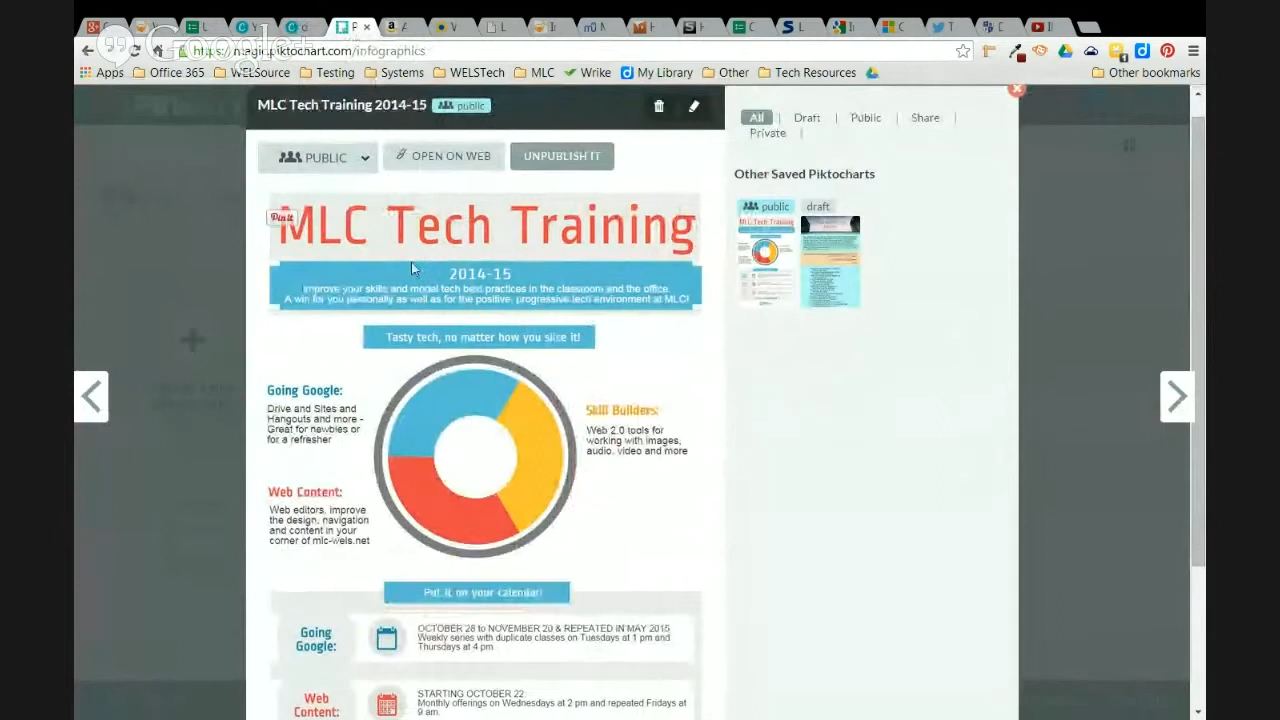 Google+
https://magic.piktochart.com/infographics
Apps Office 365 WELSource Testing Systems WELSTech MLC Wrike My Library Other Tech Resources Other bookmarks
MLC Tech Training 2014-15 public
PUBLIC OPEN ON WEB UNPUBLISH IT
Pin it
MLC Tech Training
2014-15
Improve your skills and model tech best practices in the classroom and the office.
A win for you personally as well as for the positive, progressive tech environment at MLC!
Tasty tech, no matter how you slice it!
Going Google:
Drive and Sites and
Hangouts and more -
Great for newbies or
for a refresher
Skill Builders:
Web 2.0 tools for
working with images,
audio, video and more
Web Content:
Web editors, improve
the design, navigation
and content in your
corner of mlc-wels.net
Put it on your calendar!
Going
Google:
OCTOBER 28 to NOVEMBER 20 & REPEATED IN MAY 2015
Weekly series with duplicate classes on Tuesdays at 1 pm and
Thursdays at 4 pm
Web
Content:
STARTING OCTOBER 22
Monthly offerings on Wednesdays at 2 pm and repeated Fridays at
9 am.
All Draft Public Share
Private
Other Saved Piktocharts
public draft
MLC Tech Training